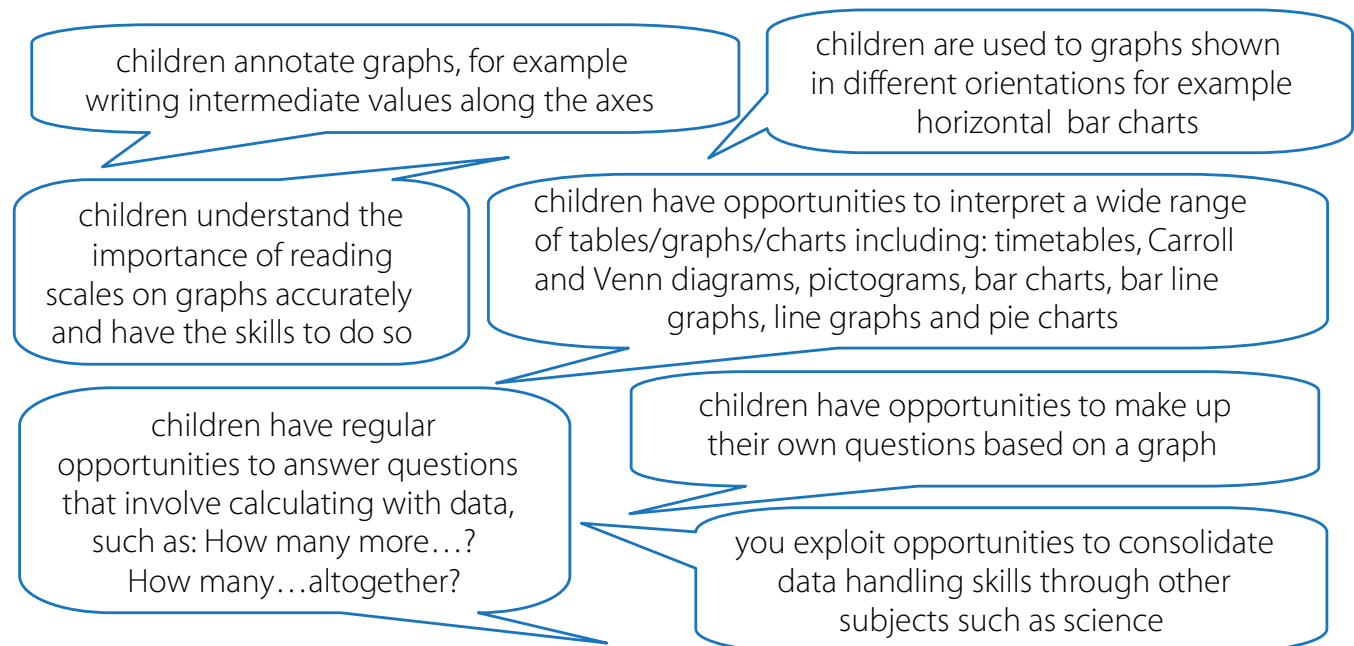 children annotate graphs, for example
writing intermediate values along the axes
children are used to graphs shown
in different orientations for example
horizontal bar charts
children understand the
importance of reading
scales on graphs accurately
and have the skills to do so
children have opportunities to interpret a wide range
of tables/graphs/charts including: timetables, Carroll
and Venn diagrams, pictograms, bar charts, bar line
graphs, line graphs and pie charts
children have regular
opportunities to answer questions
that involve calculating with data,
such as: How many more…?
How many…altogether?
children have opportunities to make up
their own questions based on a graph
you exploit opportunities to consolidate
data handling skills through other
subjects such as science